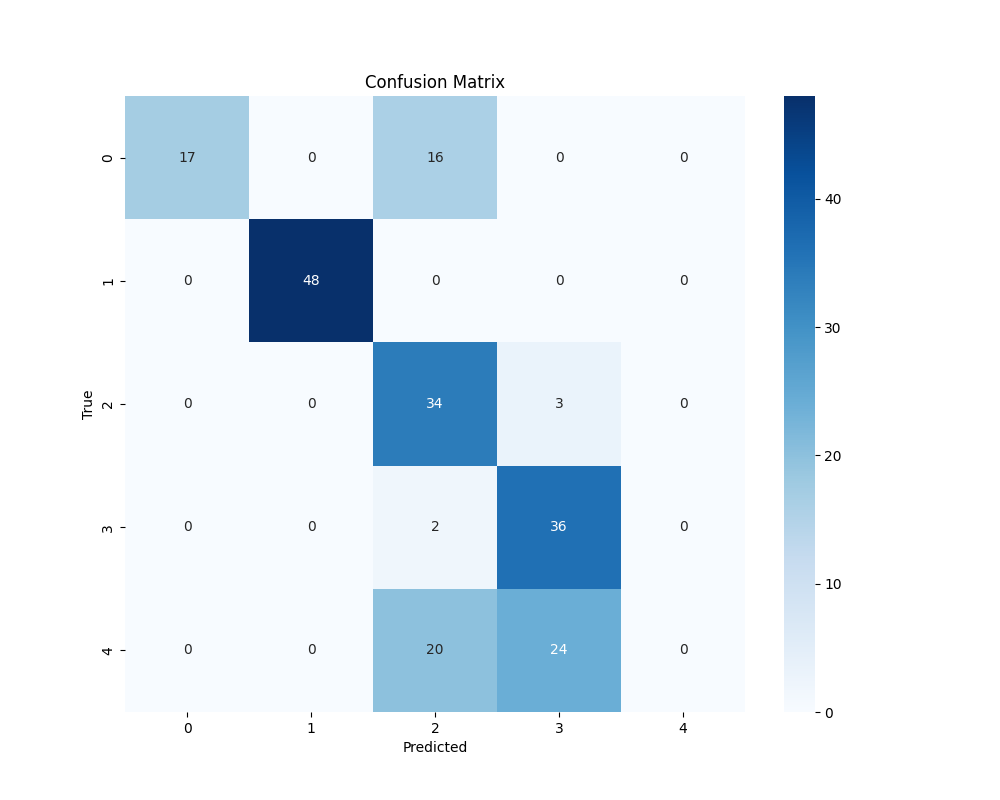 Confusion Matrix
0 17 0 16 0 0
1 0 48 0 0 0
2 0 0 34 3 0
3 0 0 2 36 0
4 0 0 20 24 0
0 1 2 3 4
True
Predicted
40
30
20
10
0